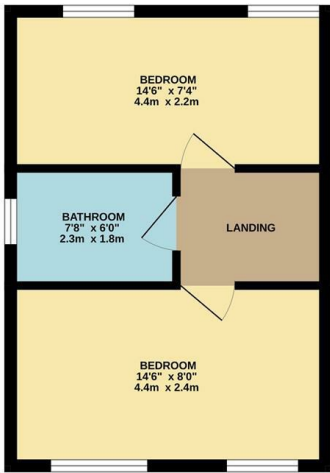 BEDROOM
14'6" x 7'4"
4.4m x 2.2m
BATHROOM
7'8" x 6'0"
2.3m x 1.8m
LANDING
BEDROOM
14'6" x 8'0"
4.4m x 2.4m